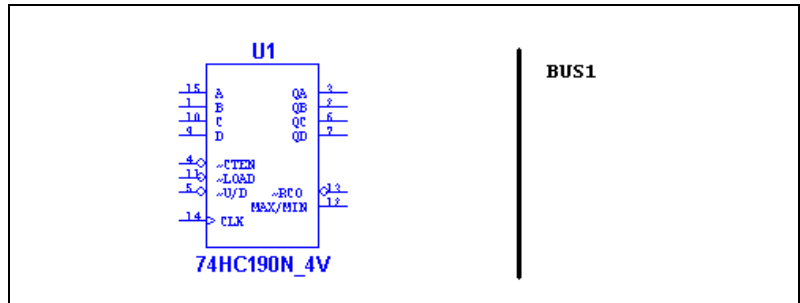 U1
BUS1
15 A QA 3
1 B QB 2
10 C QC 6
9 D QD 7
4 ~CTEN
11 ~LOAD
5 ~U/D ~RCO 13
MAX/MIN 12
14 CLK
74HC190N_4V